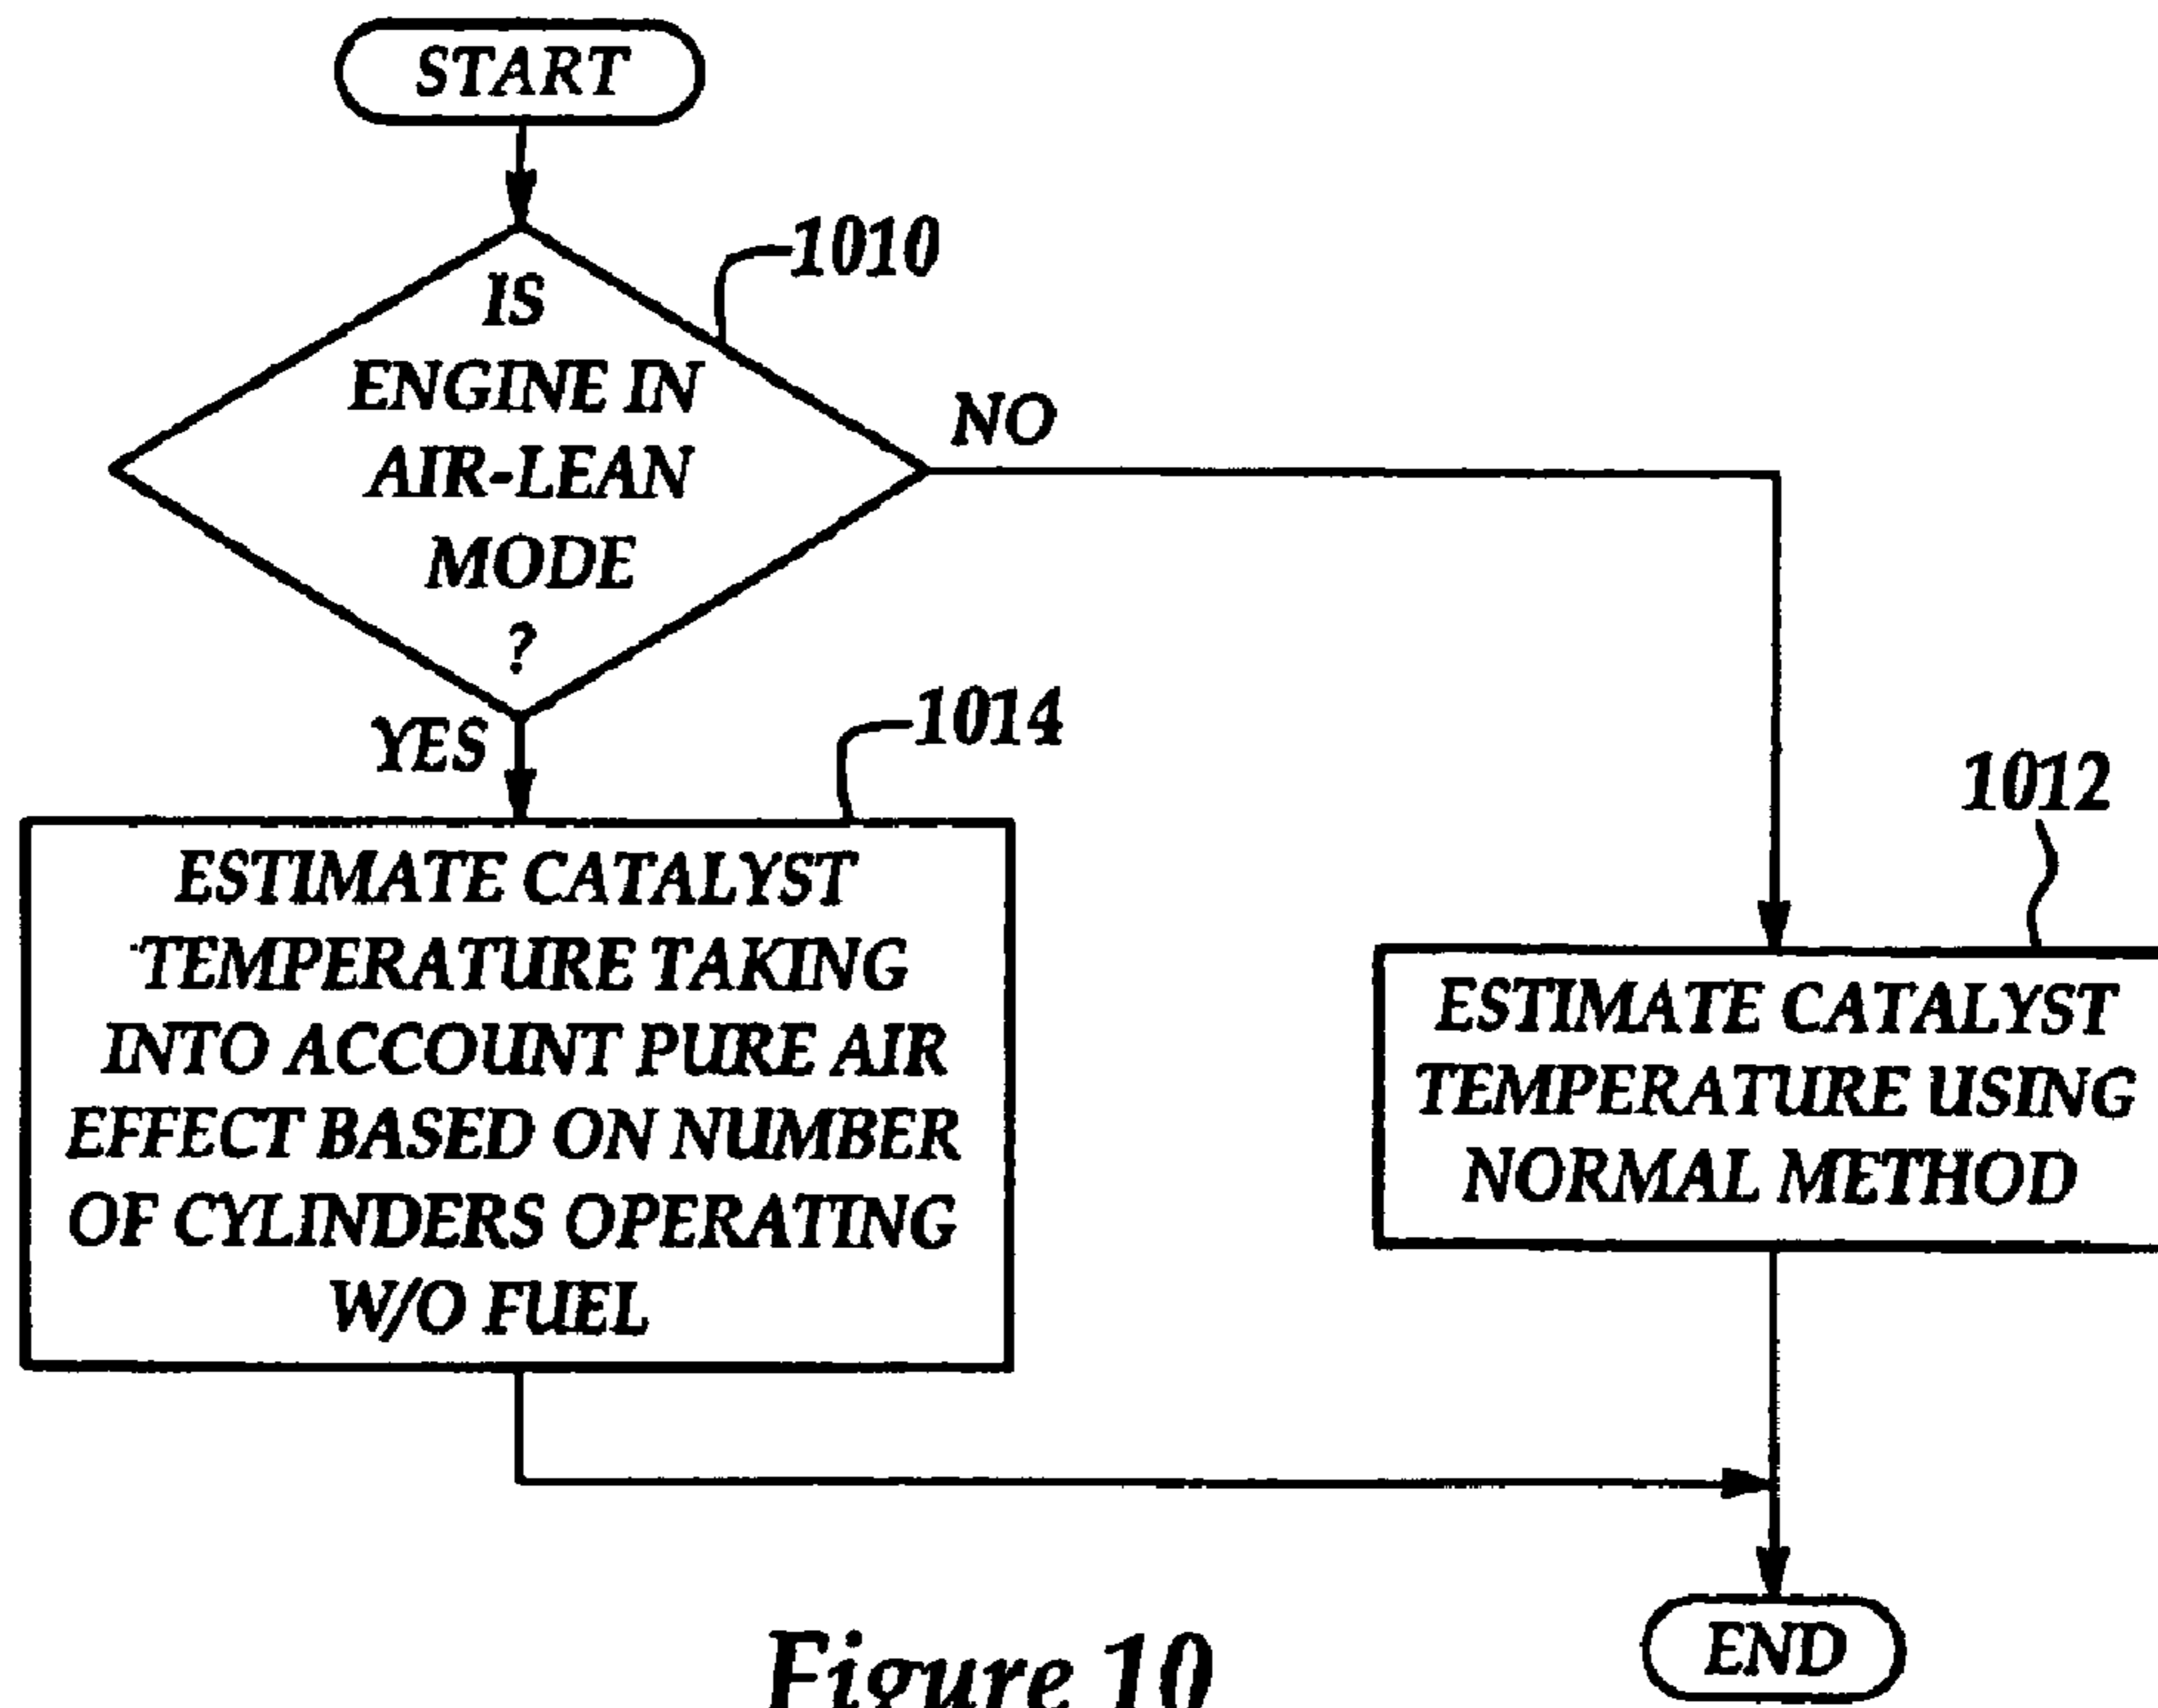 START
1010
IS
ENGINE IN
AIR-LEAN
MODE
?
NO
YES
1014
ESTIMATE CATALYST
TEMPERATURE TAKING
INTO ACCOUNT PURE AIR
EFFECT BASED ON NUMBER
OF CYLINDERS OPERATING
W/O FUEL
1012
ESTIMATE CATALYST
TEMPERATURE USING
NORMAL METHOD
END
Figure 10